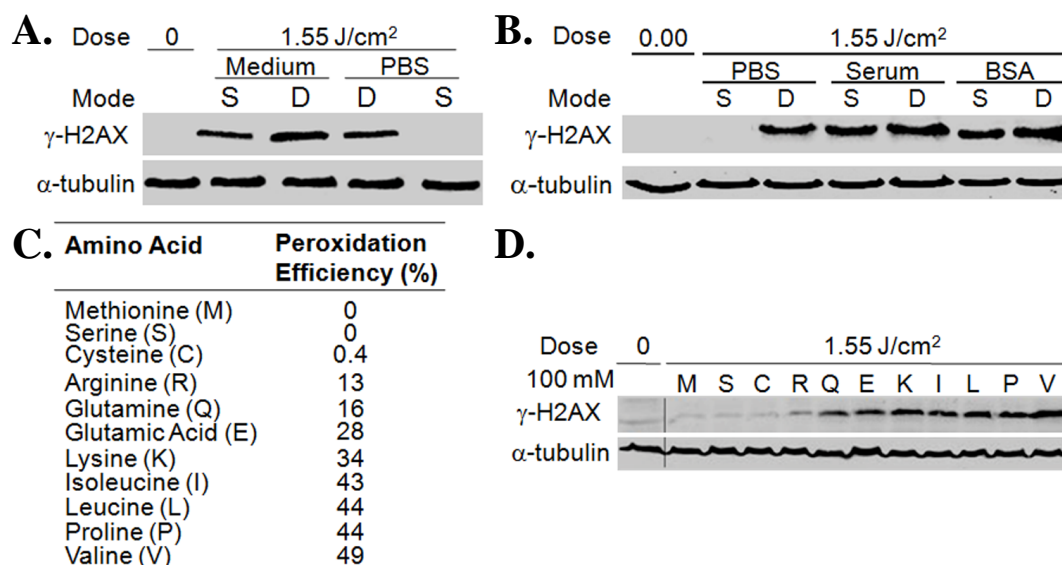 A.
Dose 0 1.55 J/cm²
Medium PBS
Mode S D D S
γ-H2AX
α-tubulin
B.
Dose 0.00 1.55 J/cm²
PBS Serum BSA
Mode S D S D S D
γ-H2AX
α-tubulin
C.
Amino Acid Peroxidation
Efficiency (%)
Methionine (M) 0
Serine (S) 0
Cysteine (C) 0.4
Arginine (R) 13
Glutamine (Q) 16
Glutamic Acid (E) 28
Lysine (K) 34
Isoleucine (I) 43
Leucine (L) 44
Proline (P) 44
Valine (V) 49
D.
Dose 0 1.55 J/cm²
100 mM M S C R Q E K I L P V
γ-H2AX
α-tubulin